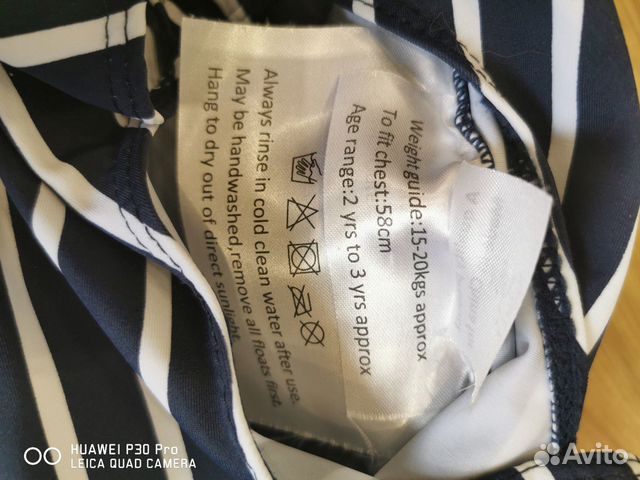 Weight guide:15-20kgs approx
To fit chest:58cm
Age range:2 yrs to 3 yrs approx
Always rinse in cold clean water after use.
May be handwashed,remove all floats first.
Hang to dry out of direct sunlight.
HUAWEI P30 Pro
LEICA QUAD CAMERA
Avito